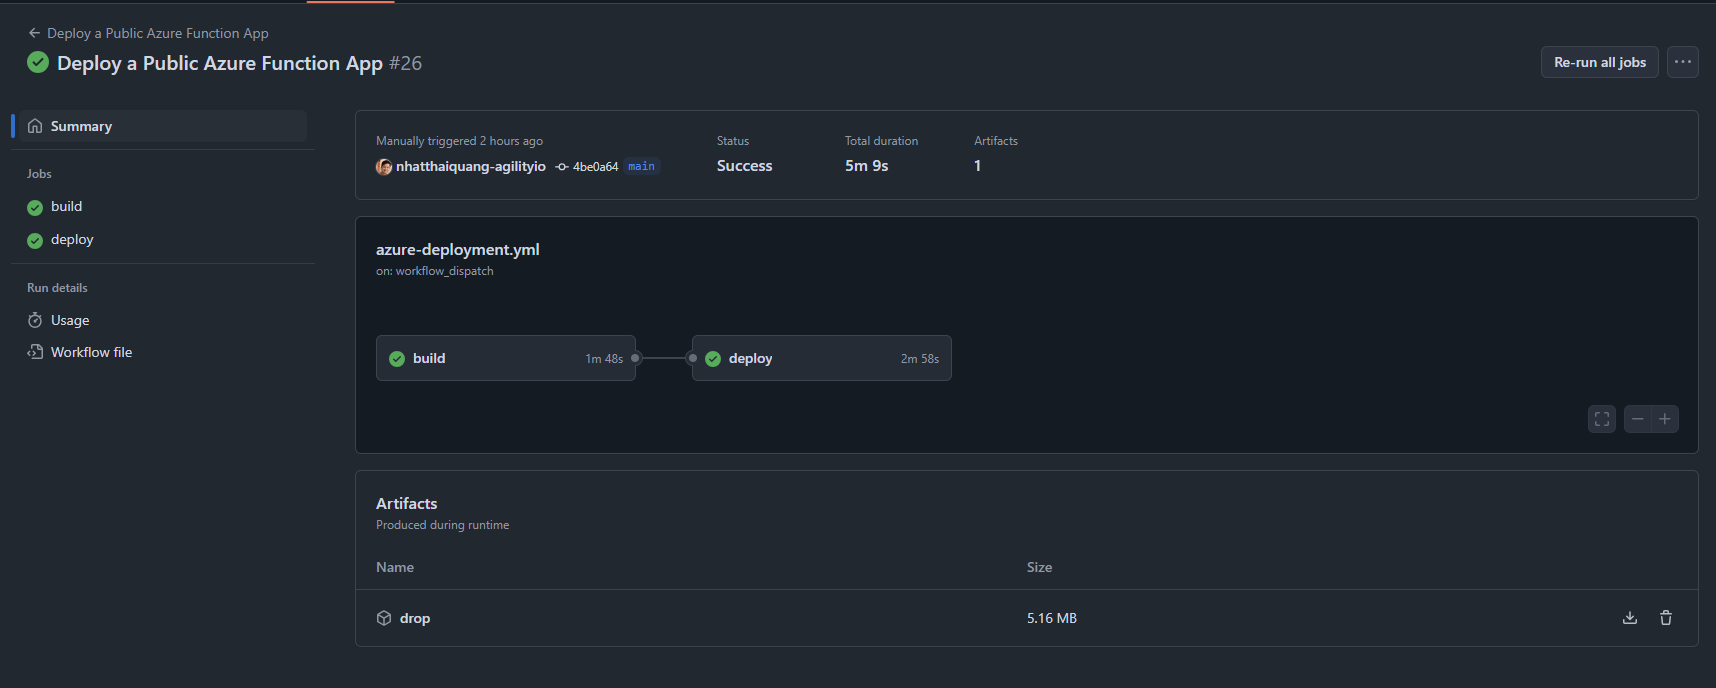 Deploy a Public Azure Function App
Deploy a Public Azure Function App #26
Re-run all jobs
Summary
Jobs
build
deploy
Run details
Usage
Workflow file
Manually triggered 2 hours ago
nhatthaiquang-agilityio 4be0a64 main
Status
Success
Total duration
5m 9s
Artifacts
1
azure-deployment.yml
on: workflow_dispatch
build 1m 48s
deploy 2m 58s
Artifacts
Produced during runtime
Name Size
drop 5.16 MB